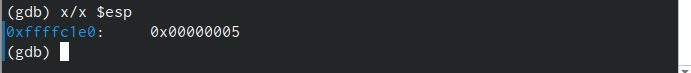 (gdb) x/x $esp
0xffffc1e0:     0x00000005
(gdb)